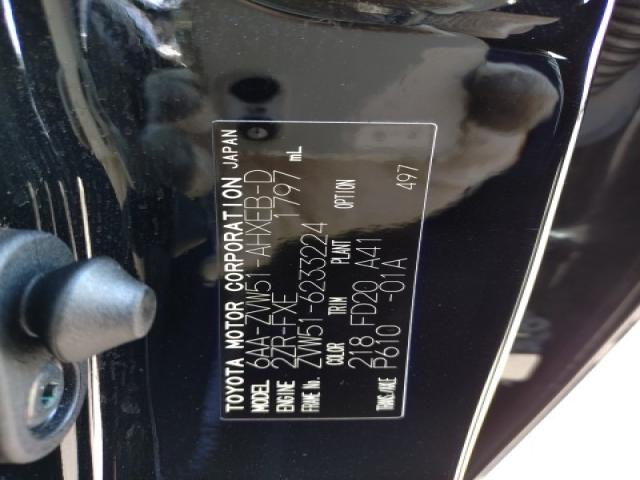 TOYOTA MOTOR CORPORATION JAPAN
MODEL 6AA-ZVW51-AHXEB-D
ENGINE 2ZR-FXE 1797 mL
FRAME No. ZVW51-6233224
COLOR TRIM PLANT OPTION
218 FD20 A41 497
TRANS/AXLE P610 -01A